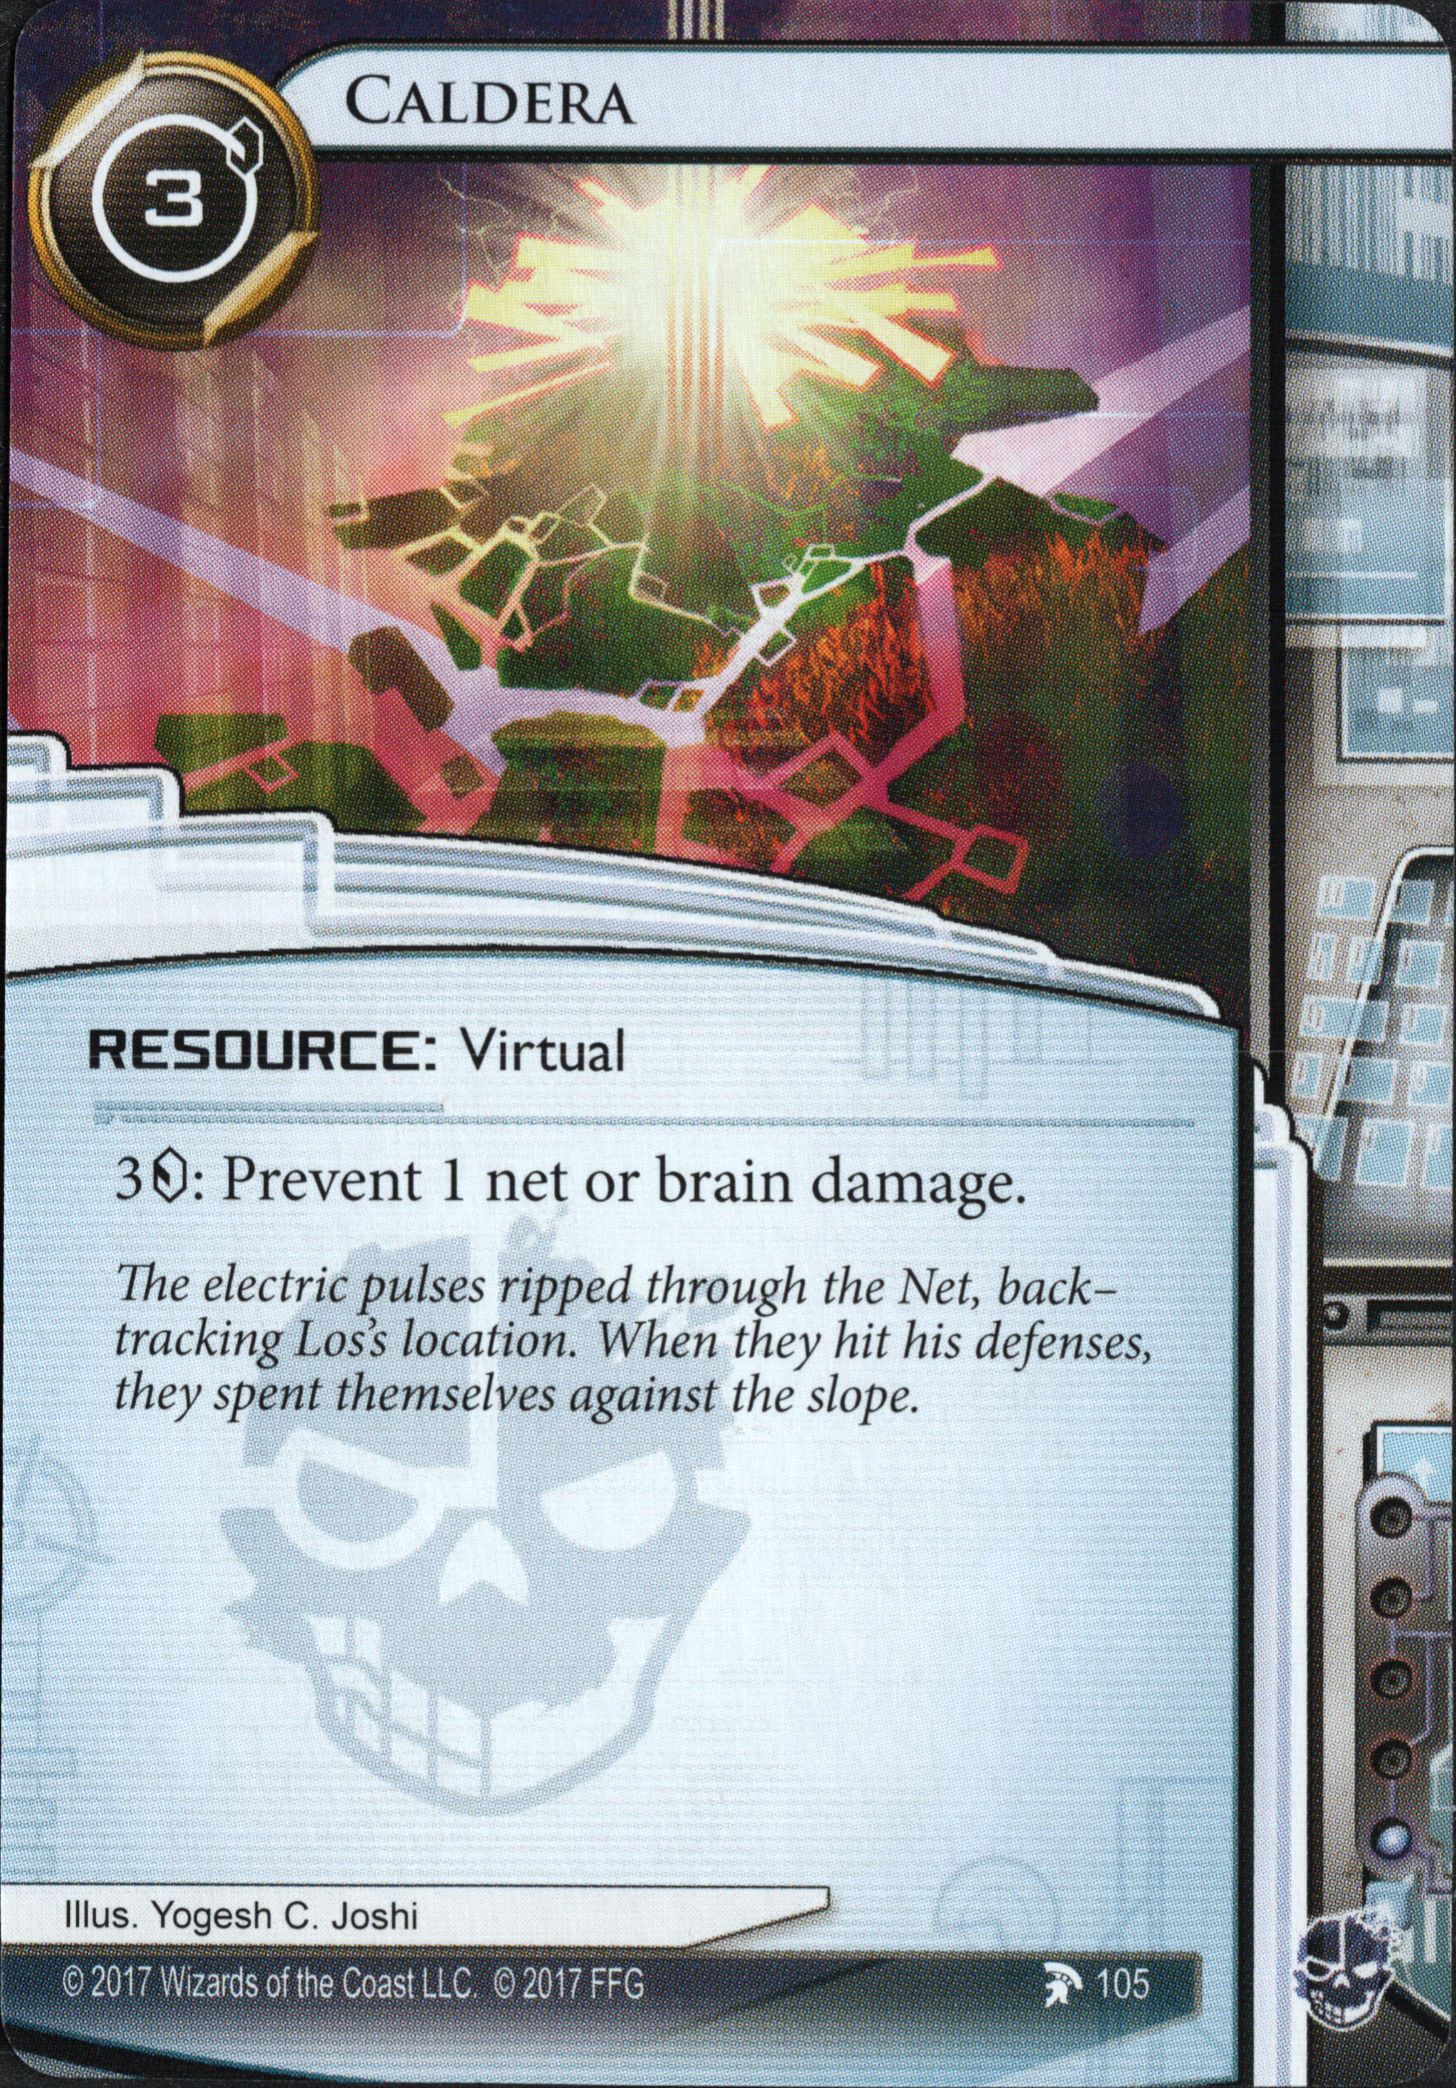 3
CALDERA
RESOURCE: Virtual
3: Prevent 1 net or brain damage.
The electric pulses ripped through the Net, back–
tracking Los's location. When they hit his defenses,
they spent themselves against the slope.
Illus. Yogesh C. Joshi
© 2017 Wizards of the Coast LLC. © 2017 FFG
105